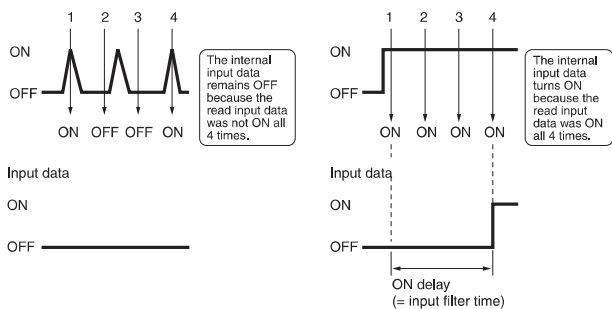 1 2 3 4
ON
OFF
ON OFF OFF ON
The internal
input data
remains OFF
because the
read input data
was not ON all
4 times.
Input data
ON
OFF
1 2 3 4
ON
OFF
ON ON ON ON
The internal
input data
turns ON
because the
read input
data was ON
all 4 times.
Input data
ON
OFF
ON delay
(= input filter time)